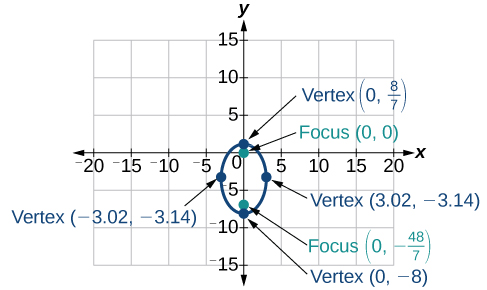 y
15
10
5
Vertex (0, 8/7)
Focus (0, 0)
−20 −15 −10 −5 0 5 10 15 20 x
−5
Vertex (3.02, −3.14)
Vertex (−3.02, −3.14)
−10
Focus (0, −48/7)
−15
Vertex (0, −8)